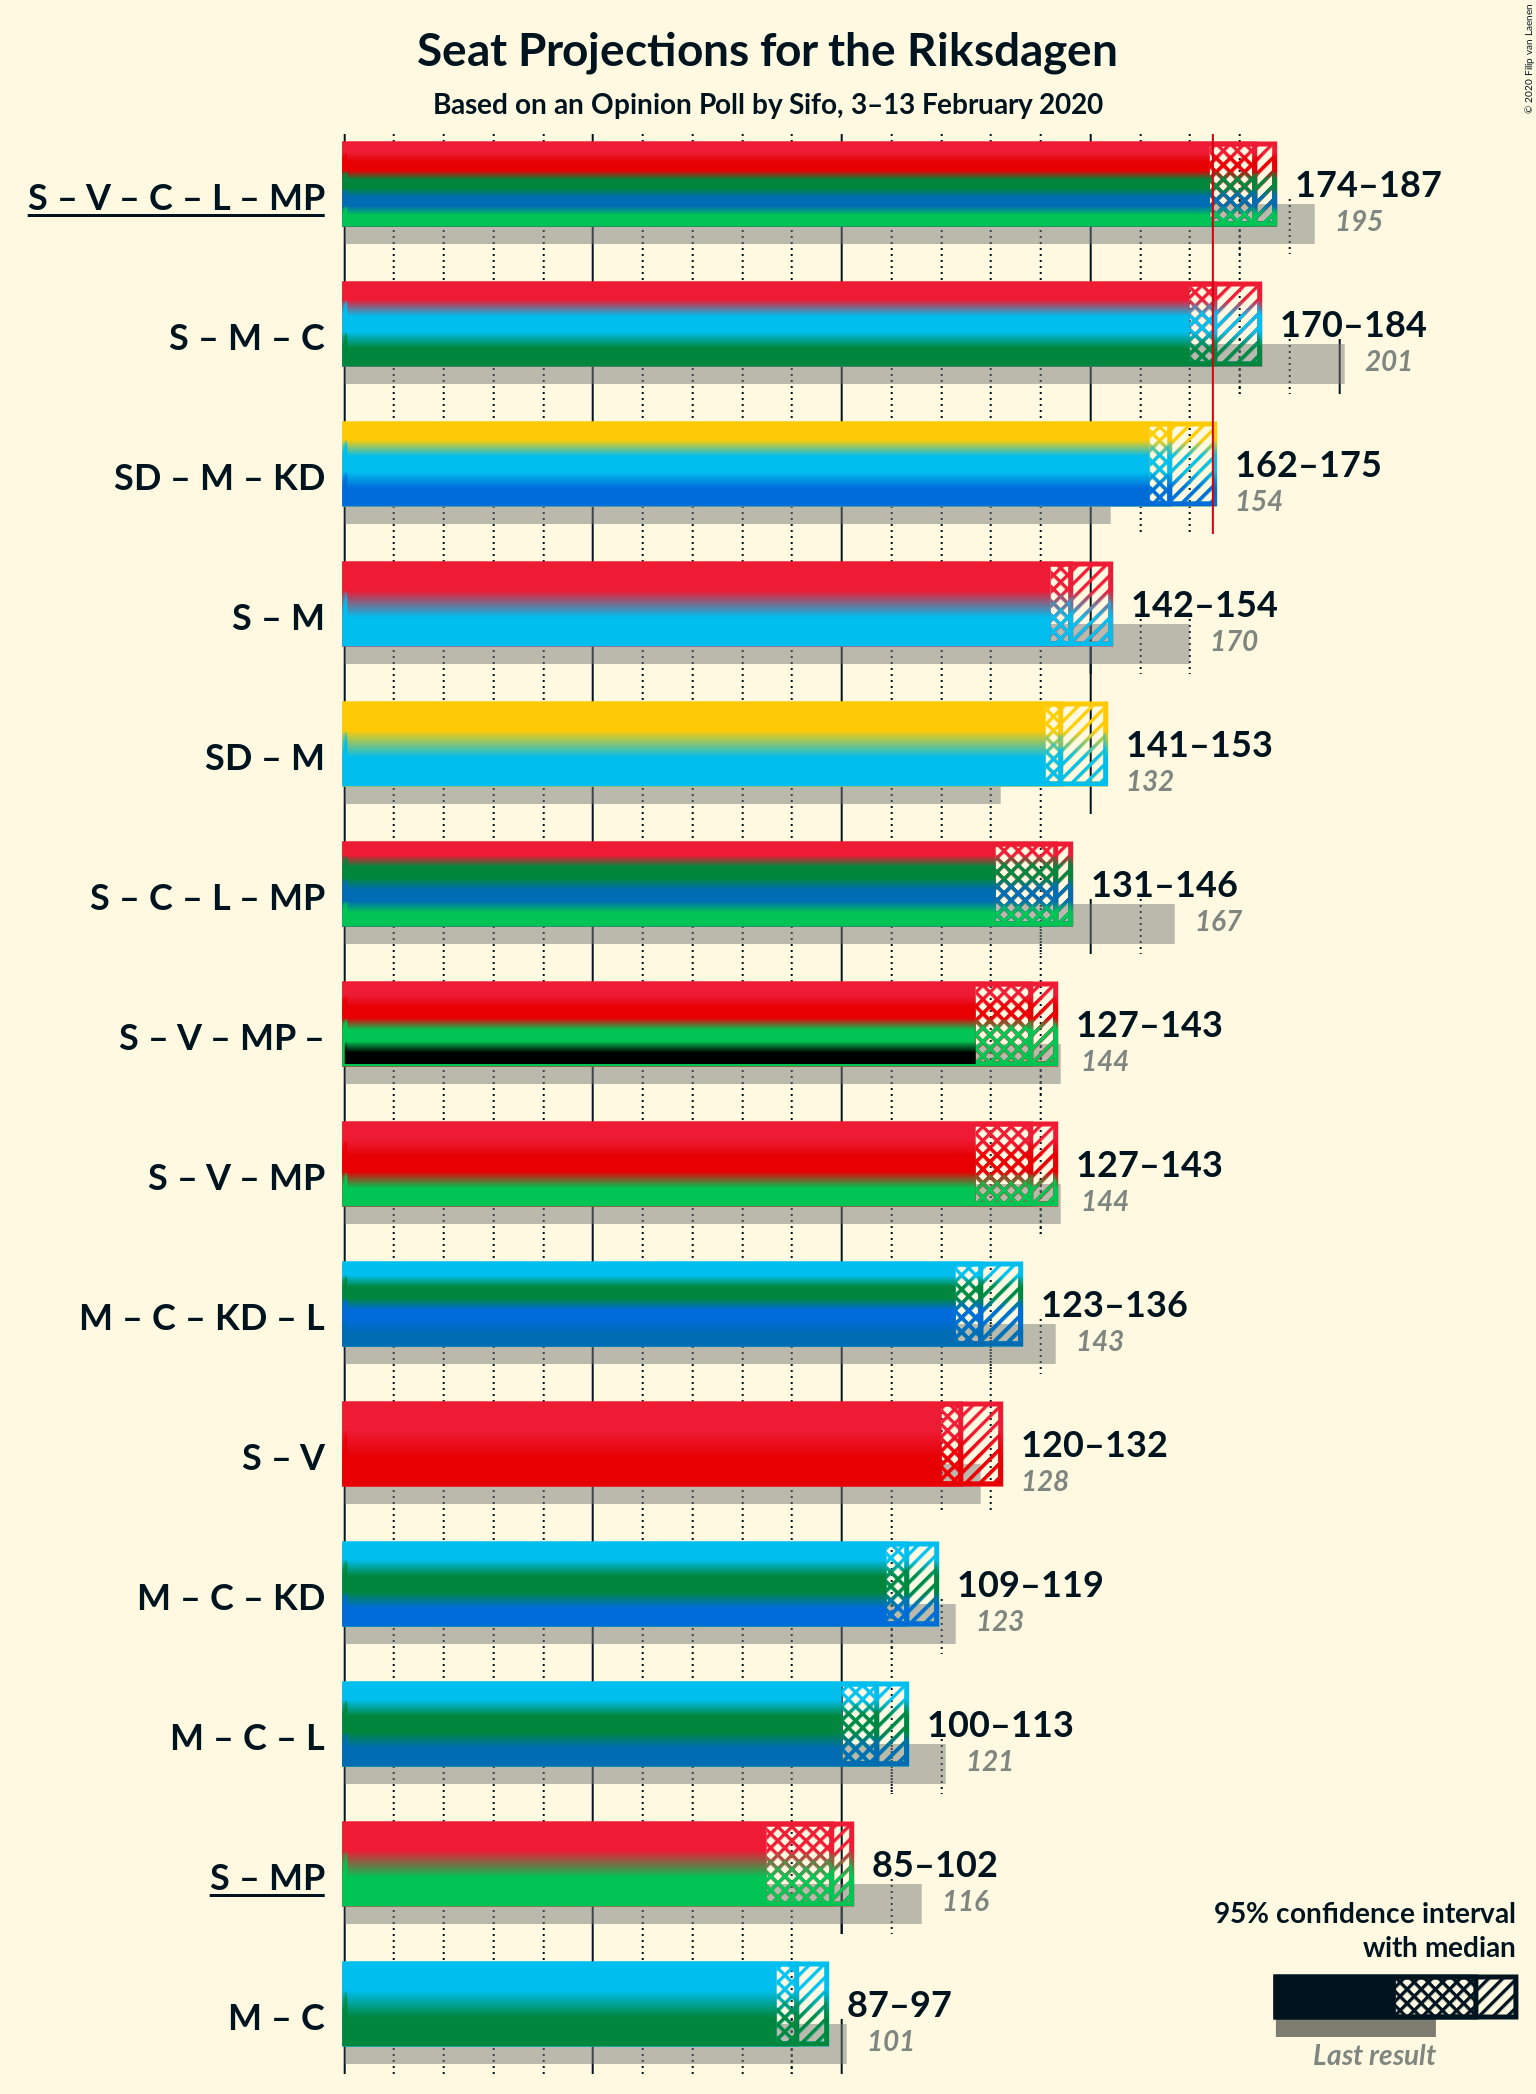 Seat Projections for the Riksdagen
Based on an Opinion Poll by Sifo, 3–13 February 2020
© 2020 Filip van Laenen
S – V – C – L – MP
174–187
195
S – M – C
170–184
201
SD – M – KD
162–175
154
S – M
142–154
170
SD – M
141–153
132
S – C – L – MP
131–146
167
S – V – MP –
127–143
144
S – V – MP
127–143
144
M – C – KD – L
123–136
143
S – V
120–132
128
M – C – KD
109–119
123
M – C – L
100–113
121
S – MP
85–102
116
M – C
87–97
101
95% confidence interval
with median
Last result